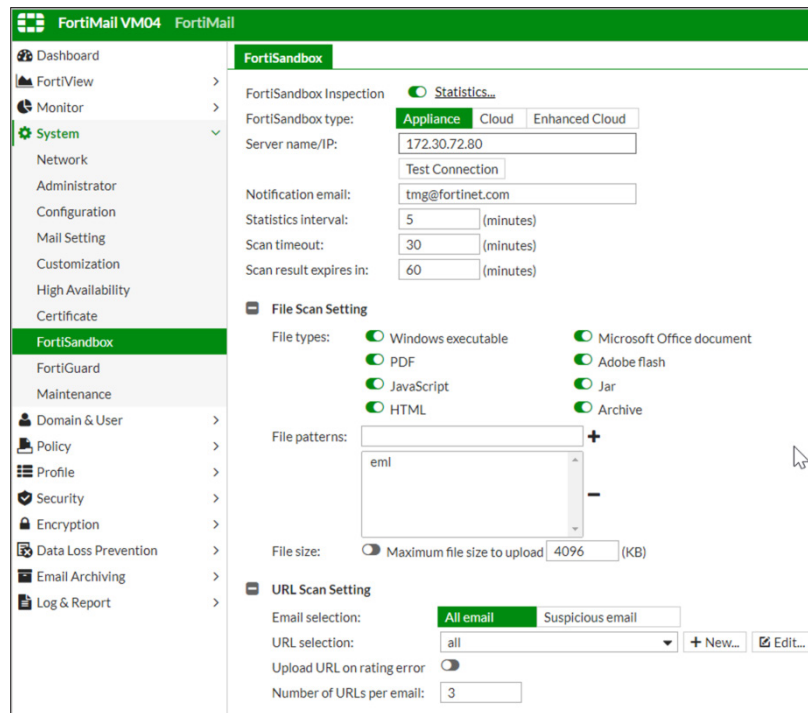 FortiMail VM04 FortiMail
Dashboard
FortiView
Monitor
System
Network
Administrator
Configuration
Mail Setting
Customization
High Availability
Certificate
FortiSandbox
FortiGuard
Maintenance
Domain & User
Policy
Profile
Security
Encryption
Data Loss Prevention
Email Archiving
Log & Report
FortiSandbox
FortiSandbox Inspection Statistics...
FortiSandbox type: Appliance Cloud Enhanced Cloud
Server name/IP: 172.30.72.80
Test Connection
Notification email: tmg@fortinet.com
Statistics interval: 5 (minutes)
Scan timeout: 30 (minutes)
Scan result expires in: 60 (minutes)
File Scan Setting
File types: Windows executable Microsoft Office document
PDF Adobe flash
JavaScript Jar
HTML Archive
File patterns:
eml
File size: Maximum file size to upload 4096 (KB)
URL Scan Setting
Email selection: All email Suspicious email
URL selection: all New... Edit...
Upload URL on rating error
Number of URLs per email: 3